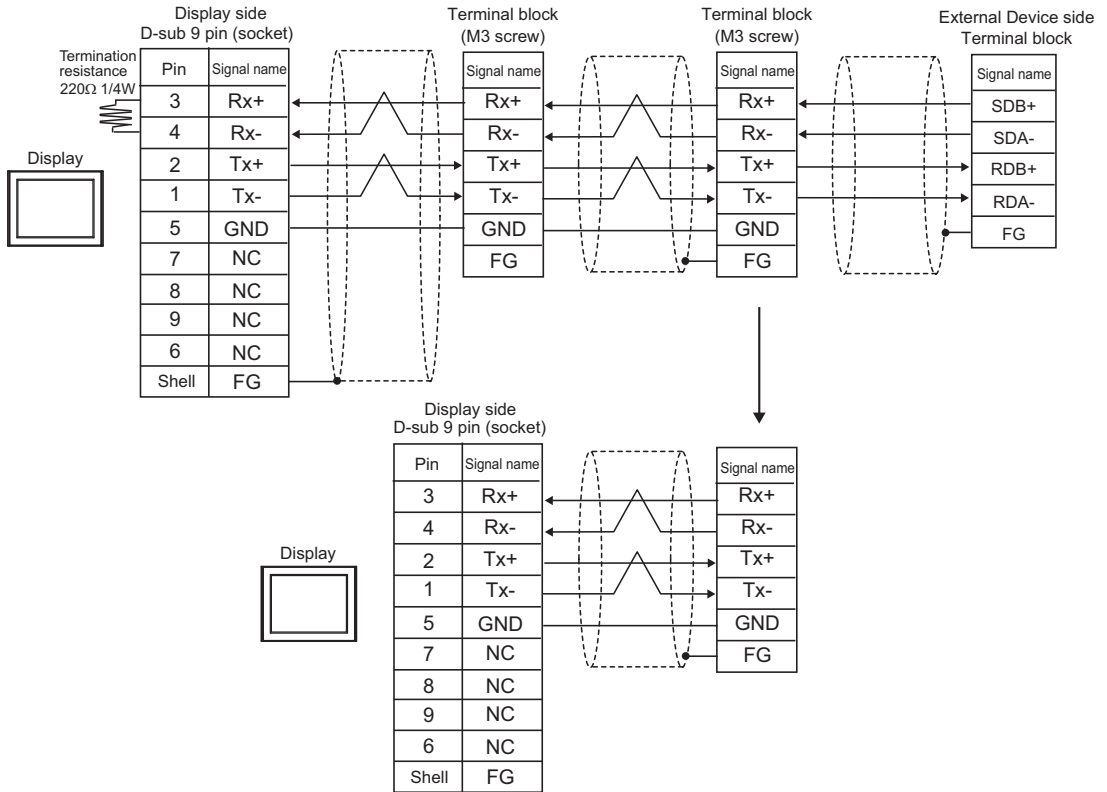 Display side
D-sub 9 pin (socket)
Terminal block
(M3 screw)
Terminal block
(M3 screw)
External Device side
Terminal block
Termination
resistance
220Ω 1/4W
Display
Pin Signal name
3 Rx+
4 Rx-
2 Tx+
1 Tx-
5 GND
7 NC
8 NC
9 NC
6 NC
Shell FG
Signal name
Rx+
Rx-
Tx+
Tx-
GND
FG
Signal name
Rx+
Rx-
Tx+
Tx-
GND
FG
Signal name
SDB+
SDA-
RDB+
RDA-
FG
Display side
D-sub 9 pin (socket)
Display
Pin Signal name
3 Rx+
4 Rx-
2 Tx+
1 Tx-
5 GND
7 NC
8 NC
9 NC
6 NC
Shell FG
Signal name
Rx+
Rx-
Tx+
Tx-
GND
FG